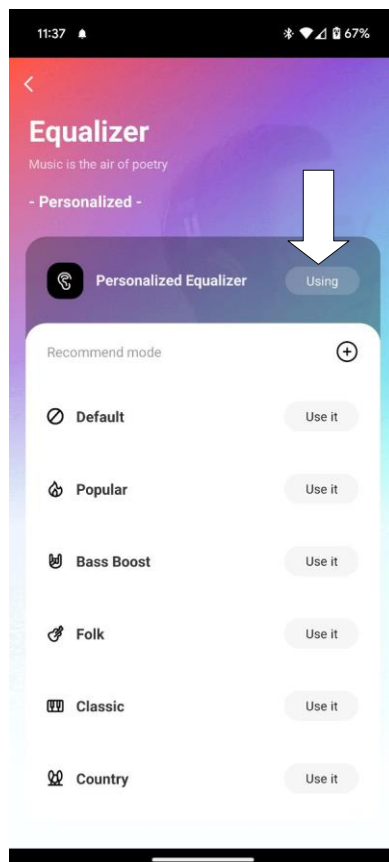 11:37 67%
Equalizer
Music is the air of poetry
- Personalized -
Personalized Equalizer Using
Recommend mode
Default Use it
Popular Use it
Bass Boost Use it
Folk Use it
Classic Use it
Country Use it